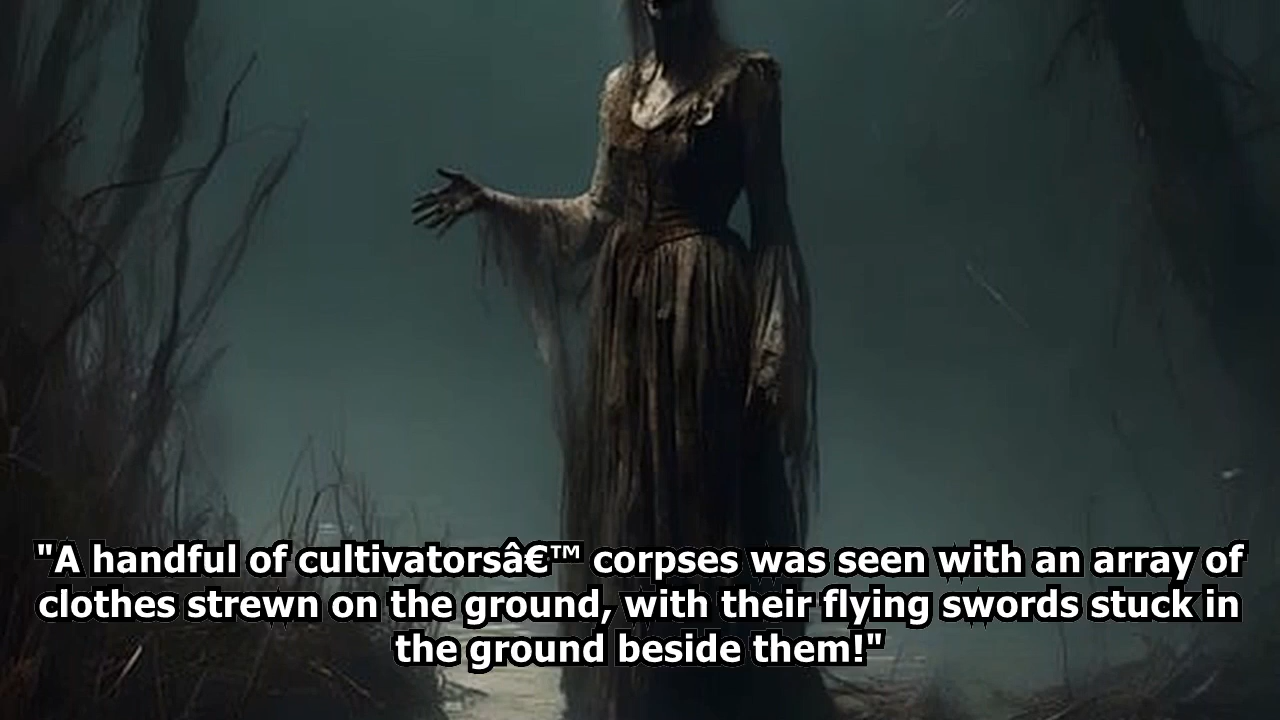 "A handful of cultivatorsâ€™ corpses was seen with an array of
clothes strewn on the ground, with their flying swords stuck in
the ground beside them!"